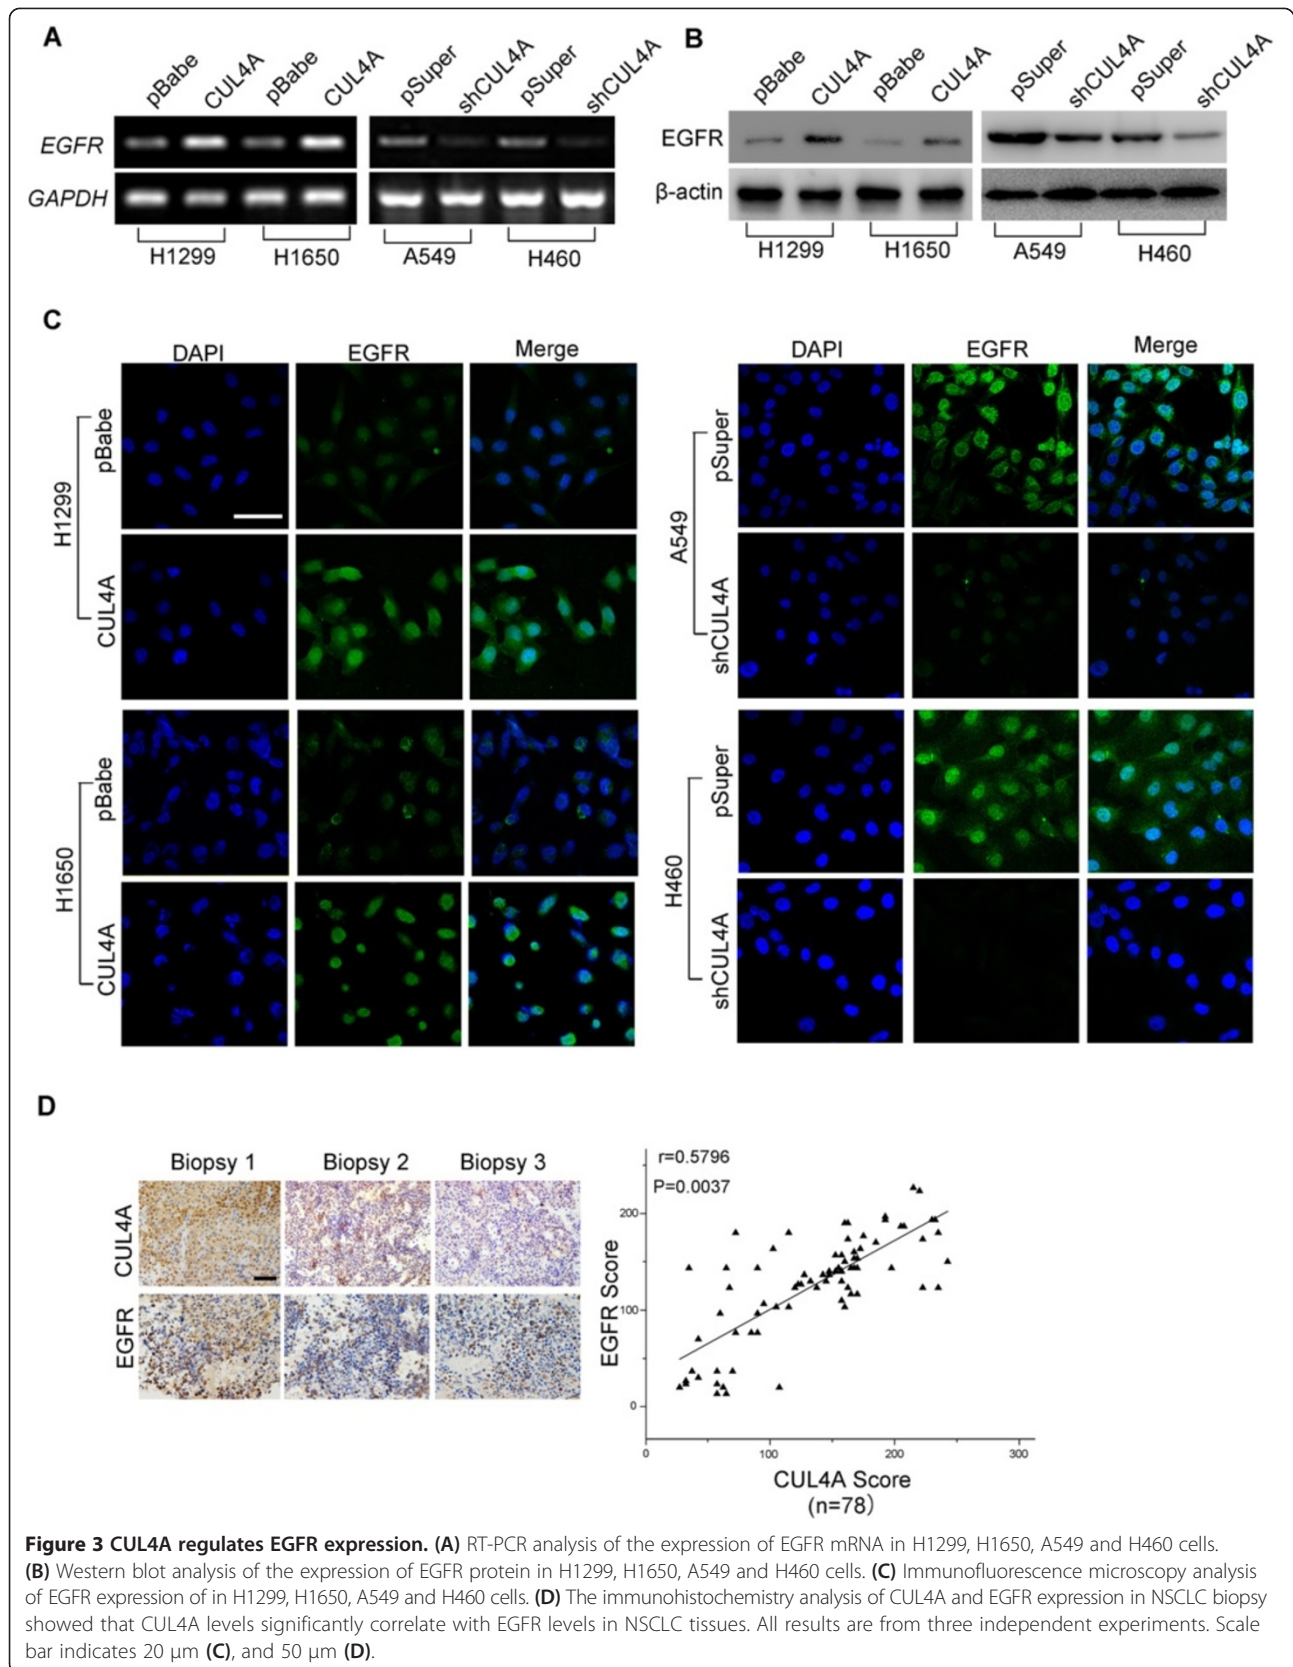 A
pBabe CUL4A pBabe CUL4A pSuper shCUL4A pSuper shCUL4A
EGFR
GAPDH
H1299 H1650 A549 H460
B
pBabe CUL4A pBabe CUL4A pSuper shCUL4A pSuper shCUL4A
EGFR
β-actin
H1299 H1650 A549 H460
C
DAPI EGFR Merge
H1299
pBabe
CUL4A
H1650
pBabe
CUL4A
DAPI EGFR Merge
A549
pSuper
shCUL4A
H460
pSuper
shCUL4A
D
Biopsy 1 Biopsy 2 Biopsy 3
CUL4A
EGFR
r=0.5796
P=0.0037
EGFR Score
200
100
0
0 100 200 300
CUL4A Score
(n=78)
Figure 3 CUL4A regulates EGFR expression. (A) RT-PCR analysis of the expression of EGFR mRNA in H1299, H1650, A549 and H460 cells.
(B) Western blot analysis of the expression of EGFR protein in H1299, H1650, A549 and H460 cells. (C) Immunofluorescence microscopy analysis
of EGFR expression of in H1299, H1650, A549 and H460 cells. (D) The immunohistochemistry analysis of CUL4A and EGFR expression in NSCLC biopsy
showed that CUL4A levels significantly correlate with EGFR levels in NSCLC tissues. All results are from three independent experiments. Scale
bar indicates 20 μm (C), and 50 μm (D).